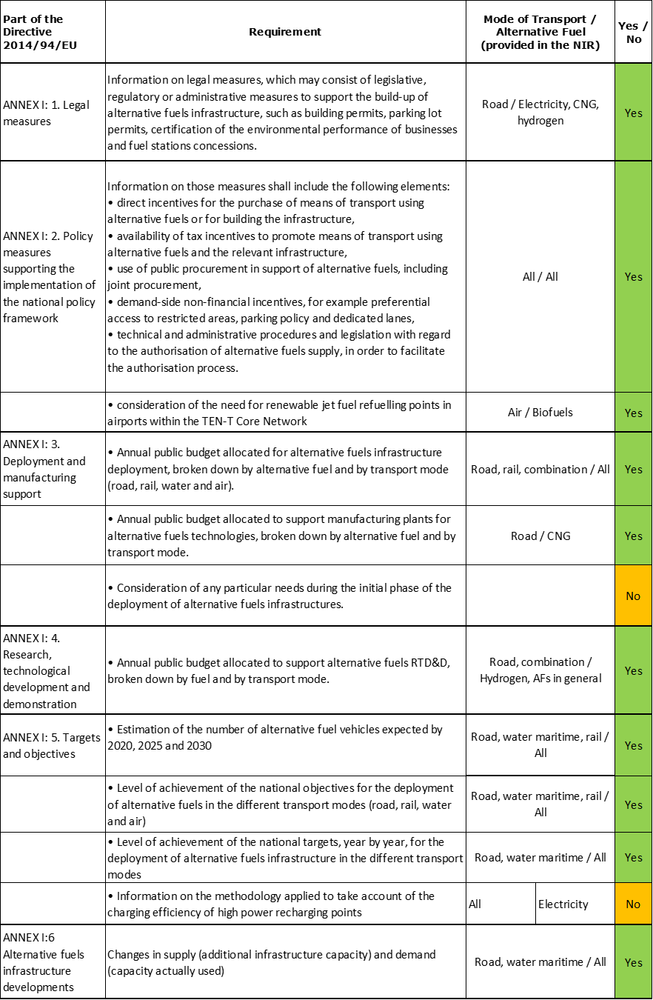 Part of the
Directive
2014/94/EU
Requirement
Mode of Transport /
Alternative Fuel
(provided in the NIR)
Yes /
No
ANNEX I: 1. Legal
measures
Information on legal measures, which may consist of legislative,
regulatory or administrative measures to support the build-up of
alternative fuels infrastructure, such as building permits, parking lot
permits, certification of the environmental performance of businesses
and fuel stations concessions.
Road / Electricity, CNG,
hydrogen
Yes
ANNEX I: 2. Policy
measures
supporting the
implementation of
the national policy
framework
Information on those measures shall include the following elements:
• direct incentives for the purchase of means of transport using
alternative fuels or for building the infrastructure,
• availability of tax incentives to promote means of transport using
alternative fuels and the relevant infrastructure,
• use of public procurement in support of alternative fuels, including
joint procurement,
• demand-side non-financial incentives, for example preferential
access to restricted areas, parking policy and dedicated lanes,
• technical and administrative procedures and legislation with regard
to the authorisation of alternative fuels supply, in order to facilitate
the authorisation process.
All / All
Yes
• consideration of the need for renewable jet fuel refuelling points in
airports within the TEN-T Core Network
Air / Biofuels
Yes
ANNEX I: 3.
Deployment and
manufacturing
support
• Annual public budget allocated for alternative fuels infrastructure
deployment, broken down by alternative fuel and by transport mode
(road, rail, water and air).
Road, rail, combination / All
Yes
• Annual public budget allocated to support manufacturing plants for
alternative fuels technologies, broken down by alternative fuel and by
transport mode.
Road / CNG
Yes
• Consideration of any particular needs during the initial phase of the
deployment of alternative fuels infrastructures.
No
ANNEX I: 4.
Research,
technological
development and
demonstration
• Annual public budget allocated to support alternative fuels RTD&D,
broken down by fuel and by transport mode.
Road, combination /
Hydrogen, AFs in general
Yes
ANNEX I: 5. Targets
and objectives
• Estimation of the number of alternative fuel vehicles expected by
2020, 2025 and 2030
Road, water maritime, rail /
All
Yes
• Level of achievement of the national objectives for the deployment
of alternative fuels in the different transport modes (road, rail, water
and air)
Road, water maritime, rail /
All
Yes
• Level of achievement of the national targets, year by year, for the
deployment of alternative fuels infrastructure in the different transport
modes
Road, water maritime / All
Yes
• Information on the methodology applied to take account of the
charging efficiency of high power recharging points
All
Electricity
No
ANNEX I:6
Alternative fuels
infrastructure
developments
Changes in supply (additional infrastructure capacity) and demand
(capacity actually used)
Road, water maritime / All
Yes